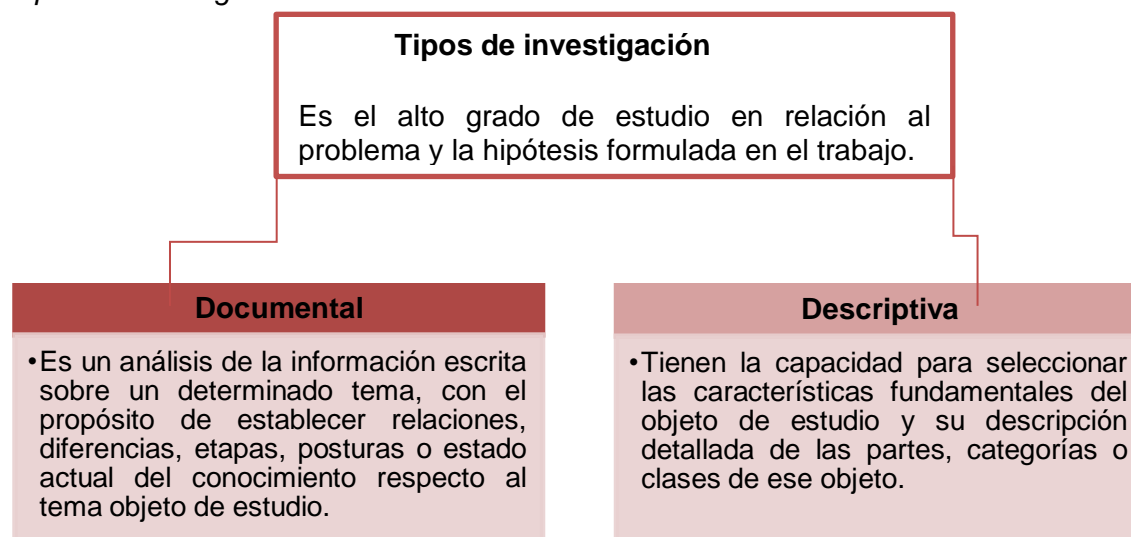 Tipos de investigación
Es el alto grado de estudio en relación al
problema y la hipótesis formulada en el trabajo.
Documental
•Es un análisis de la información escrita
sobre un determinado tema, con el
propósito de establecer relaciones,
diferencias, etapas, posturas o estado
actual del conocimiento respecto al
tema objeto de estudio.
Descriptiva
•Tienen la capacidad para seleccionar
las características fundamentales del
objeto de estudio y su descripción
detallada de las partes, categorías o
clases de ese objeto.